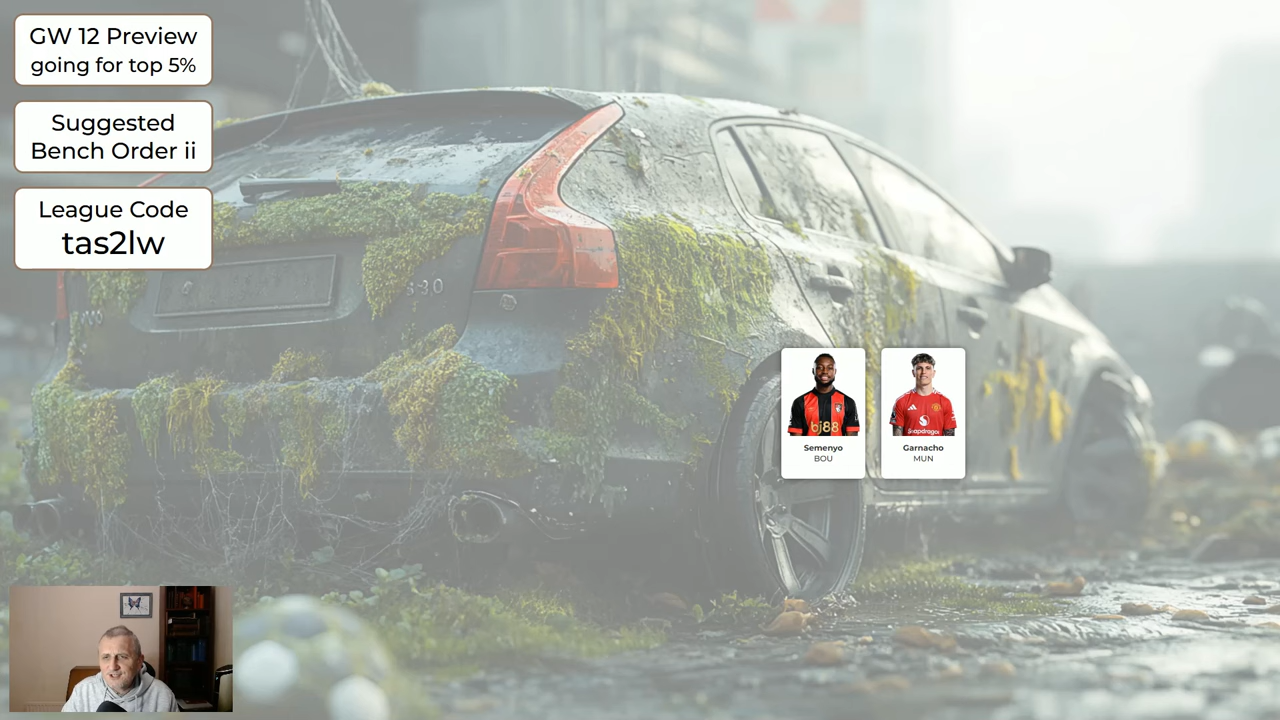 GW 12 Preview
going for top 5%
Suggested
Bench Order ii
League Code
tas2lw
S30
bj88
Snapdragon
Semenyo
BOU
Garnacho
MUN